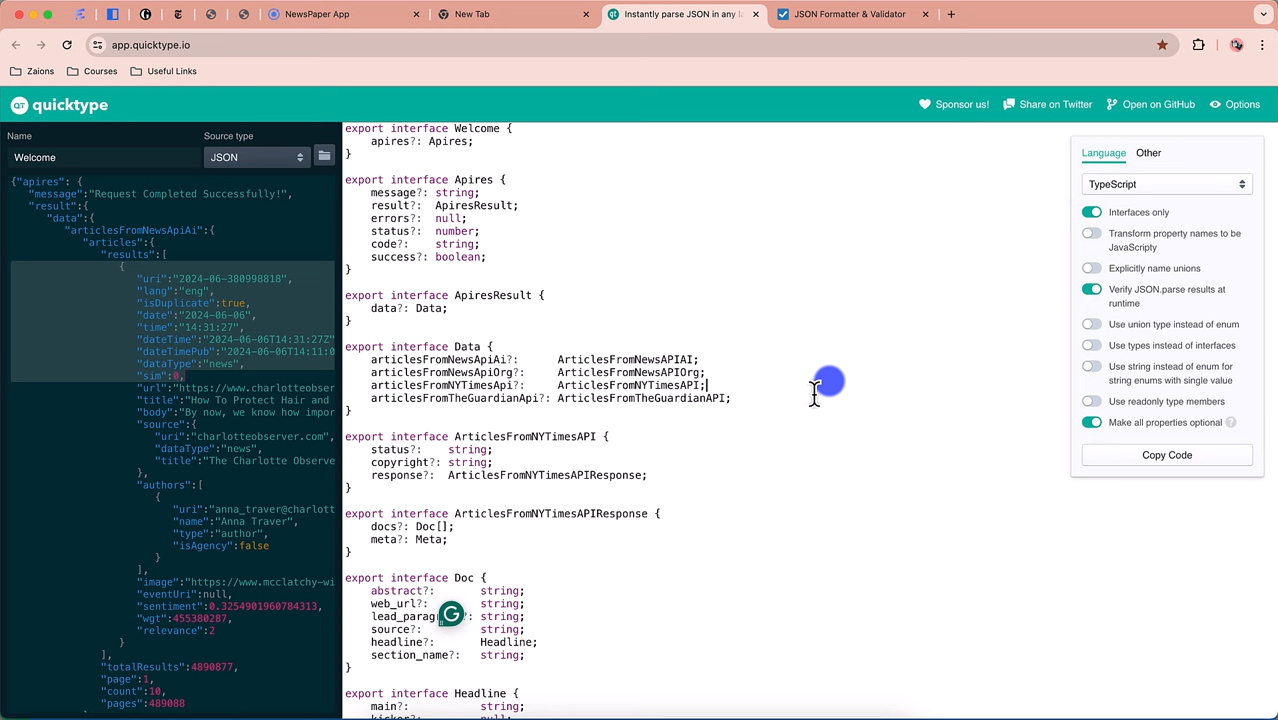 NewsPaper App
New Tab
Instantly parse JSON in any l
JSON Formatter & Validator
app.quicktype.io
Zaions
Courses
Useful Links
QT quicktype
Sponsor us!
Share on Twitter
Open on GitHub
Options
Name
Source type
Welcome
JSON
{"apires": {
"message":"Request Completed Successfully!",
"result":{
"data":{
"articlesFromNewsApiAi":{
"articles":{
"results":[
{
"uri":"2024-06-380998818",
"lang":"eng",
"isDuplicate":true,
"date":"2024-06-06",
"time":"14:31:27",
"dateTime":"2024-06-06T14:31:27Z"
"dateTimePub":"2024-06-06T14:11:0
"dataType":"news",
"sim":0,
"url":"https://www.charlotteobser
"title":"How To Protect Hair and
"body":"By now, we know how impor
"source":{
"uri":"charlotteobserver.com",
"dataType":"news",
"title":"The Charlotte Observe
},
"authors":[
{
"uri":"anna_traver@charlott
"name":"Anna Traver",
"type":"author",
"isAgency":false
}
],
"image":"https://www.mcclatchy-wi
"eventUri":null,
"sentiment":0.3254901960784313,
"wgt":455380287,
"relevance":2
}
],
"totalResults":4890877,
"page":1,
"count":10,
"pages":489088
export interface Welcome {
apires?: Apires;
}
export interface Apires {
message?: string;
result?: ApiresResult;
errors?: null;
status?: number;
code?: string;
success?: boolean;
}
export interface ApiresResult {
data?: Data;
}
export interface Data {
articlesFromNewsApiAi?: ArticlesFromNewsAPIAI;
articlesFromNewsApiOrg?: ArticlesFromNewsAPIOrg;
articlesFromNYTimesApi?: ArticlesFromNYTimesAPI;
articlesFromTheGuardianApi?: ArticlesFromTheGuardianAPI;
}
export interface ArticlesFromNYTimesAPI {
status?: string;
copyright?: string;
response?: ArticlesFromNYTimesAPIResponse;
}
export interface ArticlesFromNYTimesAPIResponse {
docs?: Doc[];
meta?: Meta;
}
export interface Doc {
abstract?: string;
web_url?: string;
lead_parag ?: string;
source?: string;
headline?: Headline;
section_name?: string;
}
export interface Headline {
main?: string;
kicker?: null;
Language
Other
TypeScript
Interfaces only
Transform property names to be
JavaScripty
Explicitly name unions
Verify JSON.parse results at
runtime
Use union type instead of enum
Use types instead of interfaces
Use string instead of enum for
string enums with single value
Use readonly type members
Make all properties optional ?
Copy Code